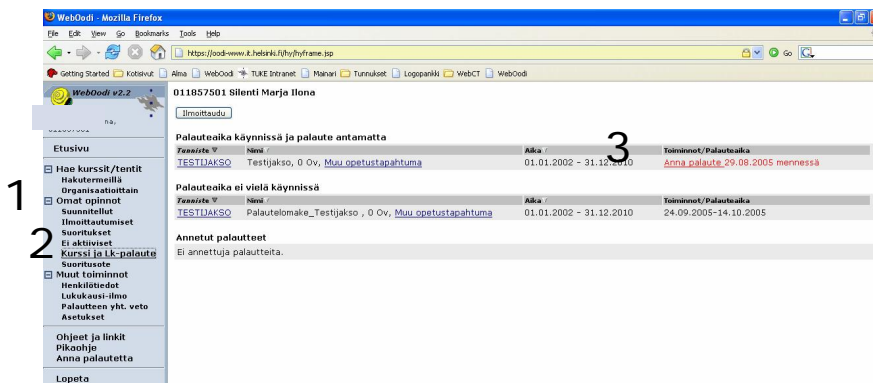 WebOodi - Mozilla Firefox
File Edit View Go Bookmarks Tools Help
https://oodi-www.it.helsinki.fi/hy/hyframe.jsp
Go
Getting Started Kotisivut Alma WebOodi TUKE Intranet Mainari Tunnukset Logopankki WebCT WebOodi
WebOodi v2.2
na,
Etusivu
Hae kurssit/tentit
Hakutermeillä
Organisaatioittain
1
Omat opinnot
Suunnitellut
Ilmoittautumiset
Suoritukset
Ei aktiiviset
2
Kurssi ja Lk-palaute
Suoritusote
Muut toiminnot
Henkilötiedot
Lukukausi-ilmo
Palautteen yht. veto
Asetukset
Ohjeet ja linkit
Pikaohje
Anna palautetta
Lopeta
011857501 Silenti Marja Ilona
Ilmoittaudu
Palauteaika käynnissä ja palaute antamatta
3
Tunniste Nimi Aika Toiminnot/Palauteaika
TESTIJAKSO Testijakso, 0 Ov, Muu opetustapahtuma 01.01.2002 - 31.12.2010 Anna palaute 29.08.2005 mennessä
Palauteaika ei vielä käynnissä
Tunniste Nimi Aika Toiminnot/Palauteaika
TESTIJAKSO Palautelomake_Testijakso , 0 Ov, Muu opetustapahtuma 01.01.2002 - 31.12.2010 24.09.2005-14.10.2005
Annetut palautteet
Ei annettuja palautteita.